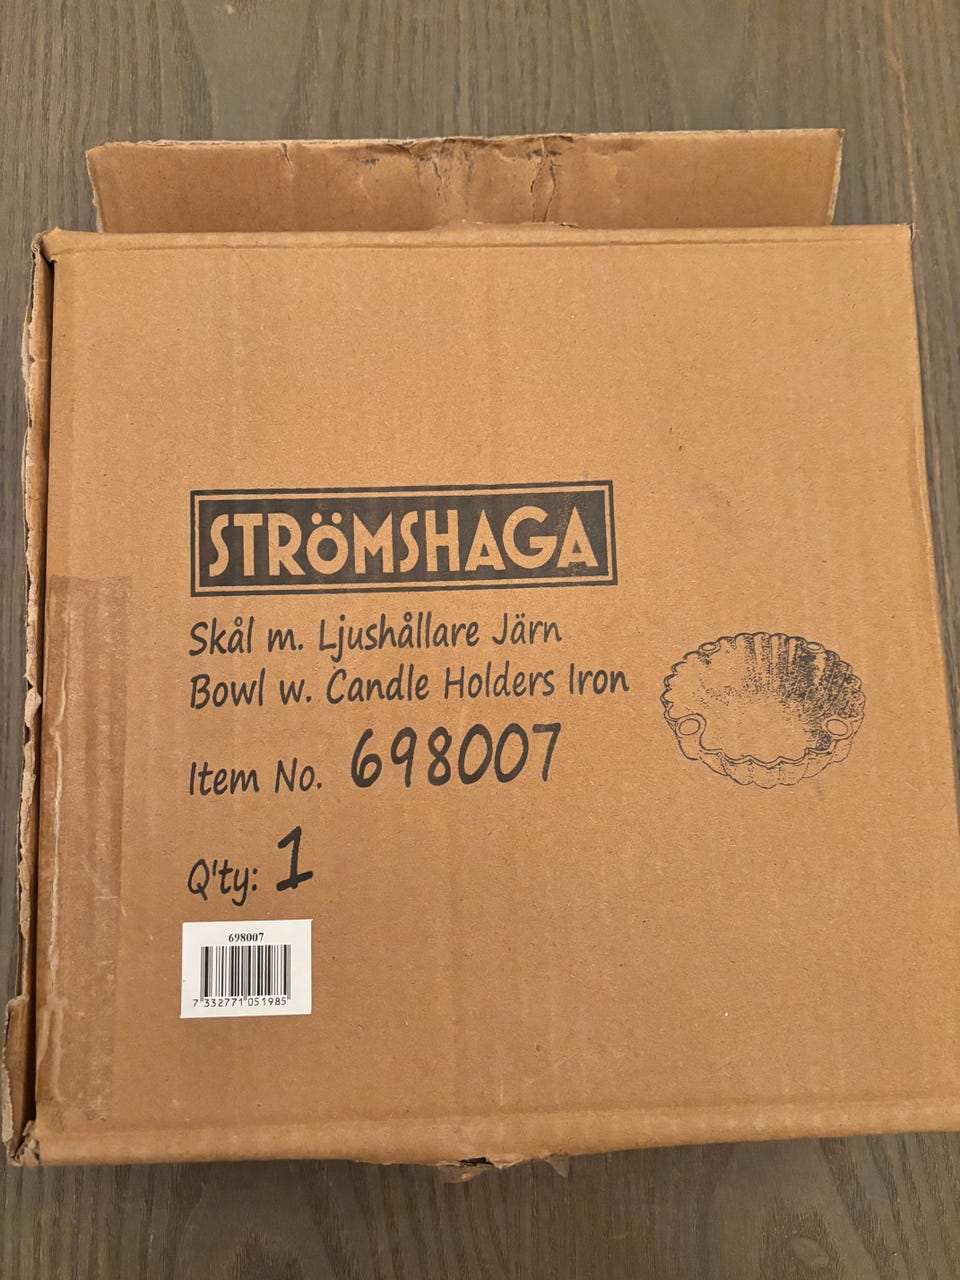 STRÖMSHAGA
Skål m. Ljushållare Järn
Bowl w. Candle Holders Iron
Item No. 698007
Q'ty: 1
698007
7 332771 051985